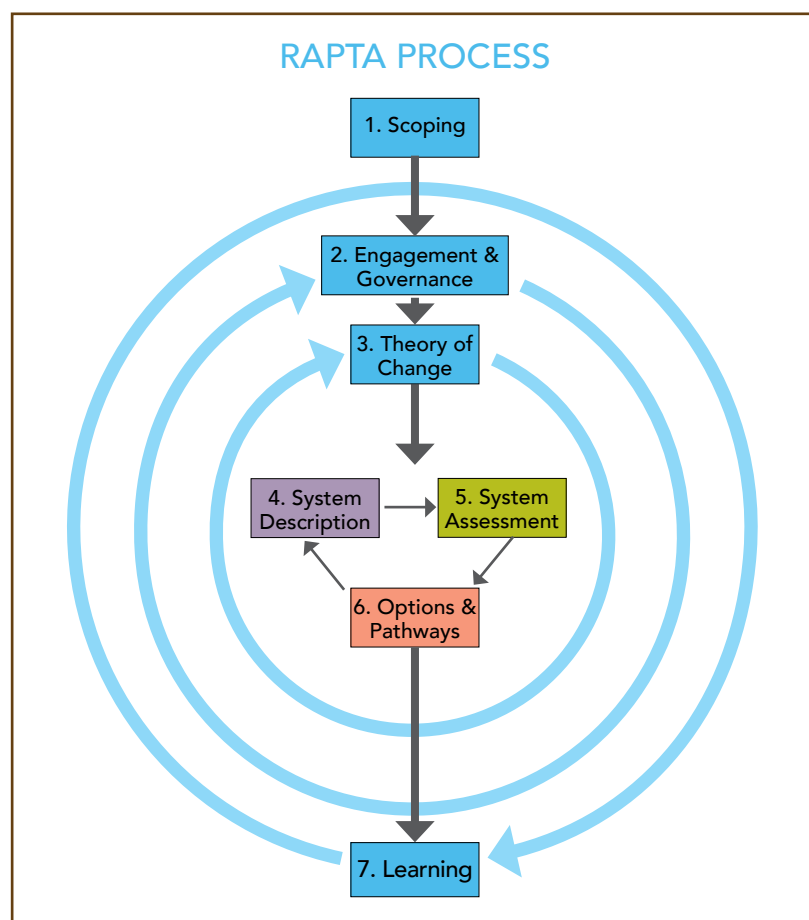 RAPTA PROCESS
1. Scoping
2. Engagement &
Governance
3. Theory of
Change
4. System
Description
5. System
Assessment
6. Options &
Pathways
7. Learning